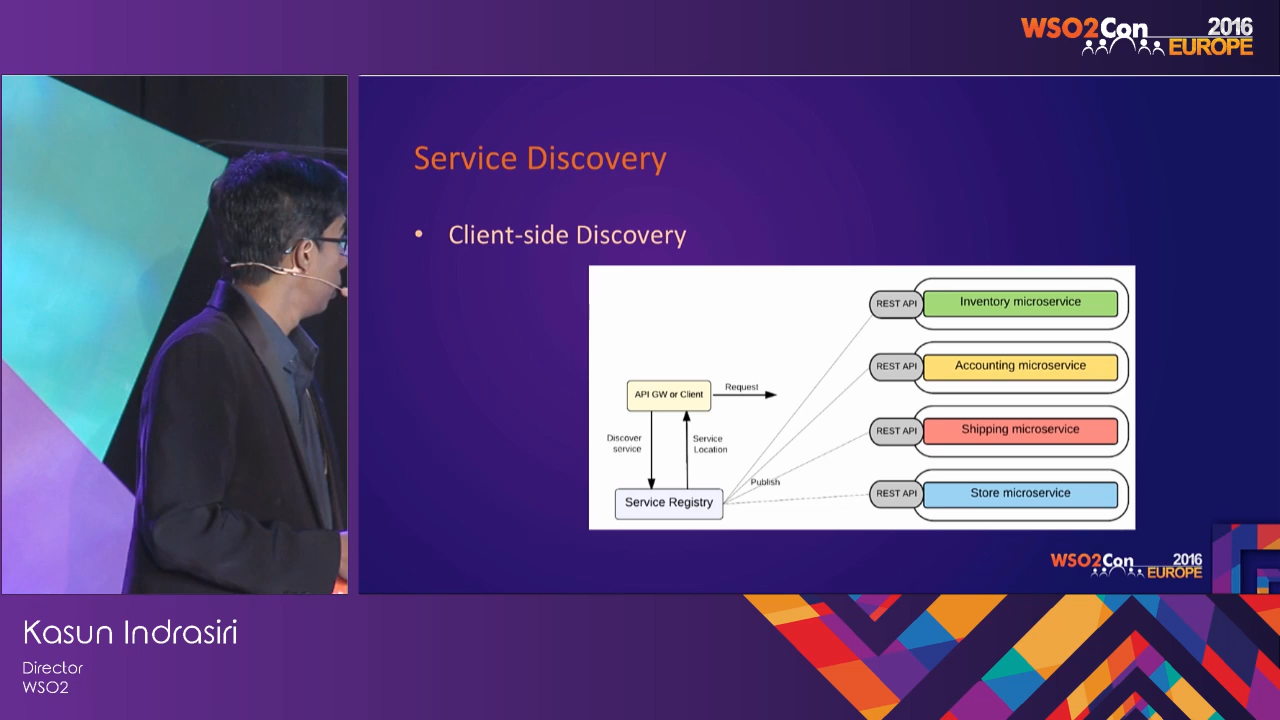 WSO2Con 2016
EUROPE
Service Discovery
• Client-side Discovery
REST API Inventory microservice
REST API Accounting microservice
API GW or Client
Request
Discover
service
Service
Location
REST API Shipping microservice
Publish
Service Registry
REST API Store microservice
WSO2Con 2016
EUROPE
Kasun Indrasiri
Director
WSO2